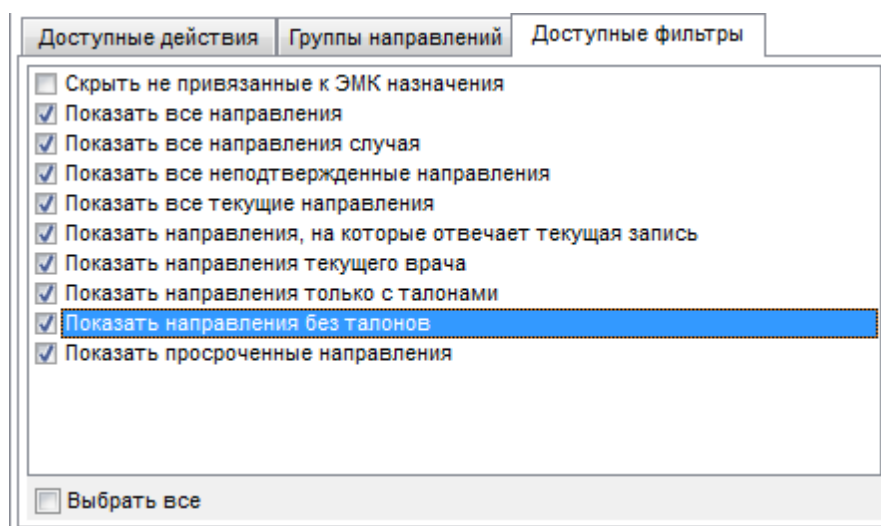 Доступные действия Группы направлений Доступные фильтры
Скрыть не привязанные к ЭМК назначения
Показать все направления
Показать все направления случая
Показать все неподтвержденные направления
Показать все текущие направления
Показать направления, на которые отвечает текущая запись
Показать направления текущего врача
Показать направления только с талонами
Показать направления без талонов
Показать просроченные направления
Выбрать все